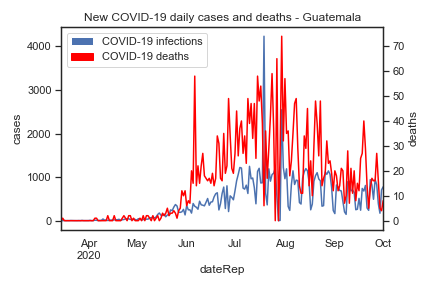 New COVID-19 daily cases and deaths - Guatemala
COVID-19 infections
COVID-19 deaths
4000
3000
2000
1000
0
cases
70
60
50
40
30
20
10
0
deaths
Apr
2020
May
Jun
Jul
Aug
Sep
Oct
dateRep